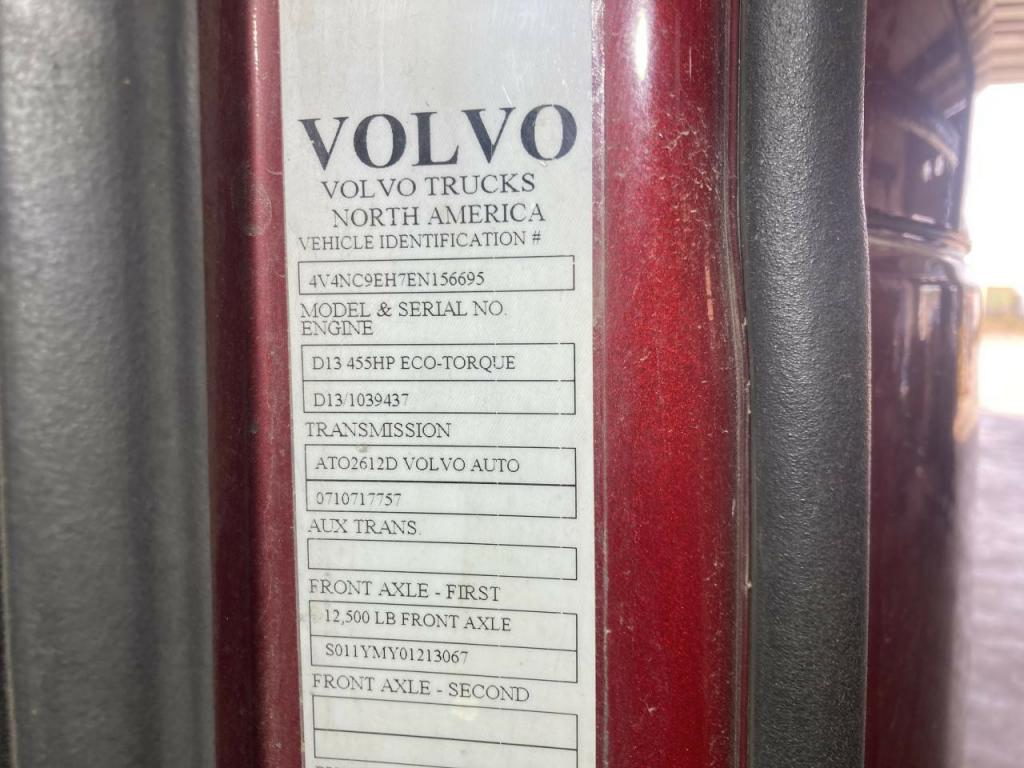 VOLVO
VOLVO TRUCKS
NORTH AMERICA
VEHICLE IDENTIFICATION #
4V4NC9EH7EN156695
MODEL & SERIAL NO.
ENGINE
D13 455HP ECO-TORQUE
D13/1039437
TRANSMISSION
ATO2612D VOLVO AUTO
0710717757
AUX TRANS.
FRONT AXLE - FIRST
12,500 LB FRONT AXLE
S011YMY01213067
FRONT AXLE - SECOND